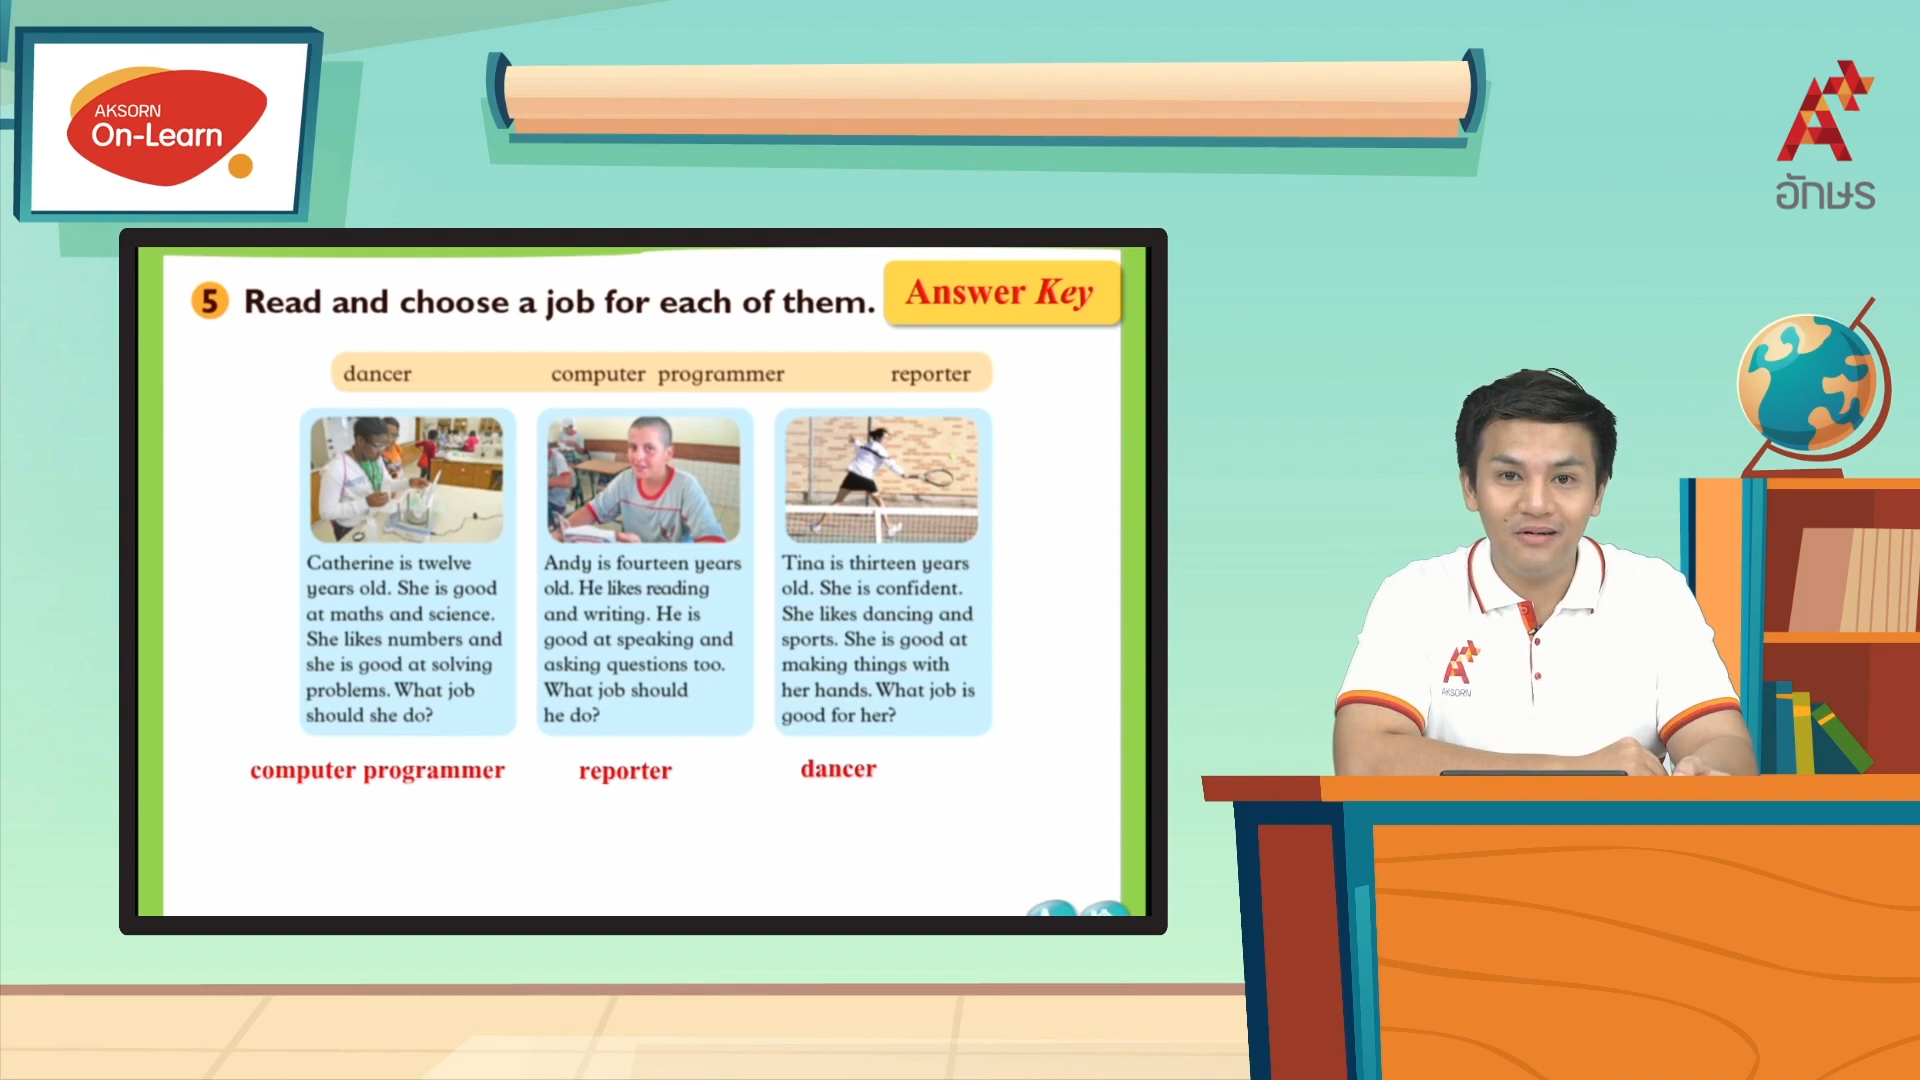 AKSORN
On-Learn
อักษร
5 Read and choose a job for each of them.
Answer Key
dancer computer programmer reporter
Catherine is twelve
years old. She is good
at maths and science.
She likes numbers and
she is good at solving
problems. What job
should she do?
Andy is fourteen years
old. He likes reading
and writing. He is
good at speaking and
asking questions too.
What job should
he do?
Tina is thirteen years
old. She is confident.
She likes dancing and
sports. She is good at
making things with
her hands. What job is
good for her?
computer programmer
reporter
dancer
AKSORN